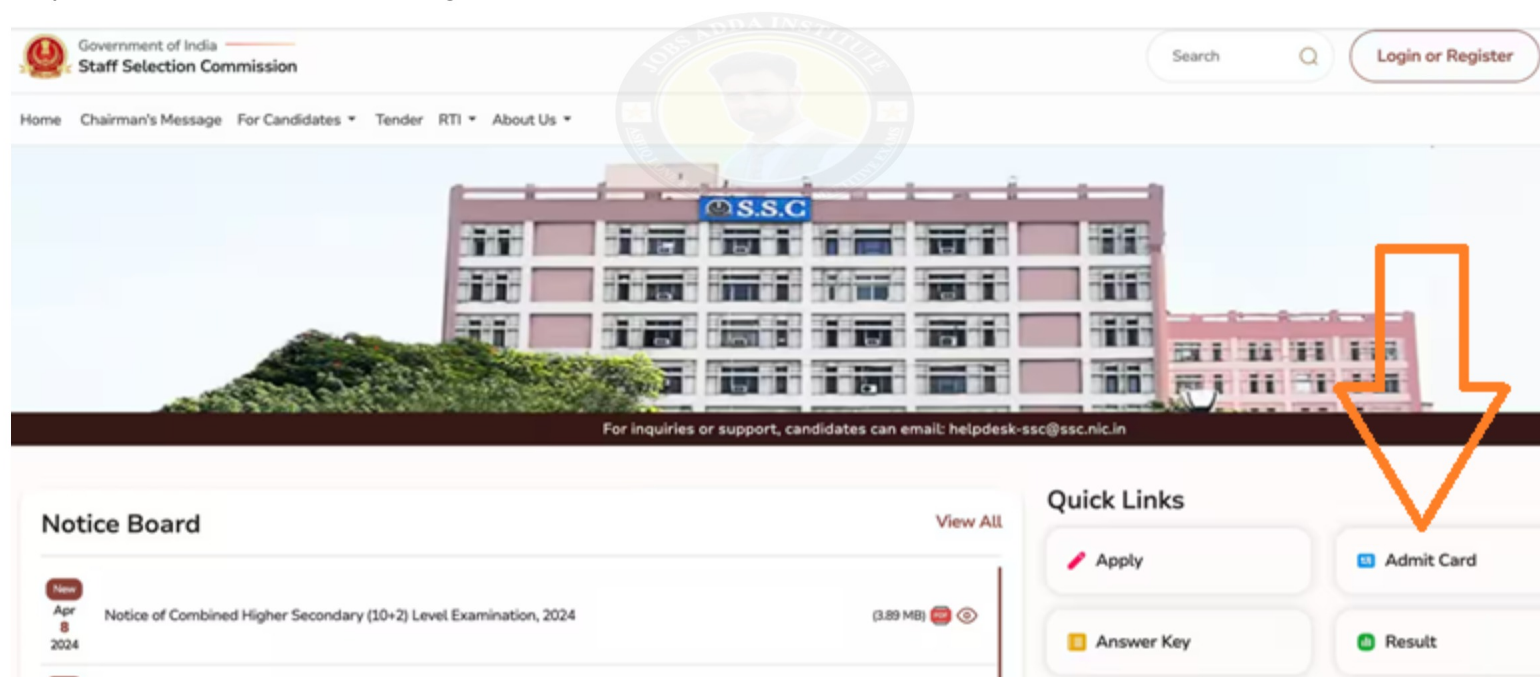 JOBS ADDA INSTITUTE
Government of India
Staff Selection Commission
Search
Login or Register
Home Chairman's Message For Candidates Tender RTI About Us
S.S.C
For inquiries or support, candidates can email: helpdesk-ssc@ssc.nic.in
Notice Board
View All
New
Apr
8
2024
Notice of Combined Higher Secondary (10+2) Level Examination, 2024
(3.89 MB)
PDF
Quick Links
Apply
Admit Card
Answer Key
Result